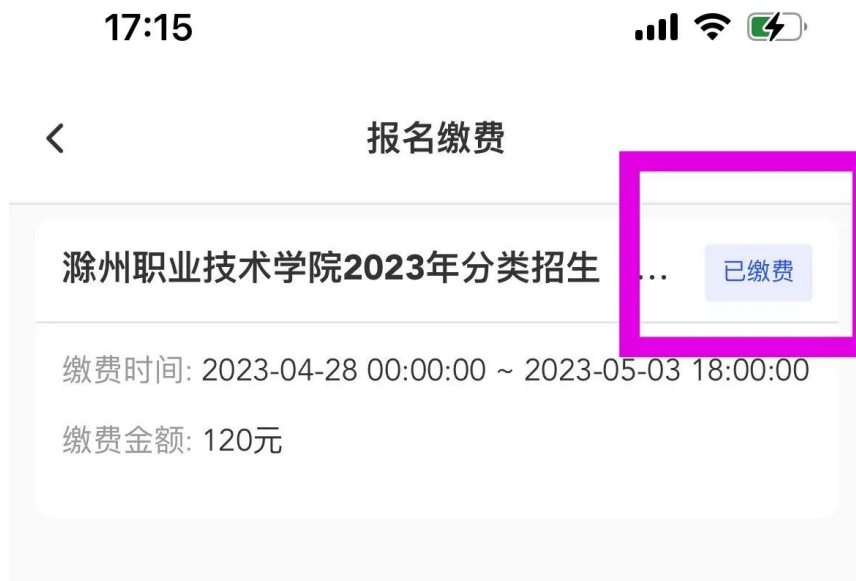 17:15
报名缴费
滁州职业技术学院2023年分类招生 ...
已缴费
缴费时间: 2023-04-28 00:00:00 ~ 2023-05-03 18:00:00
缴费金额: 120元